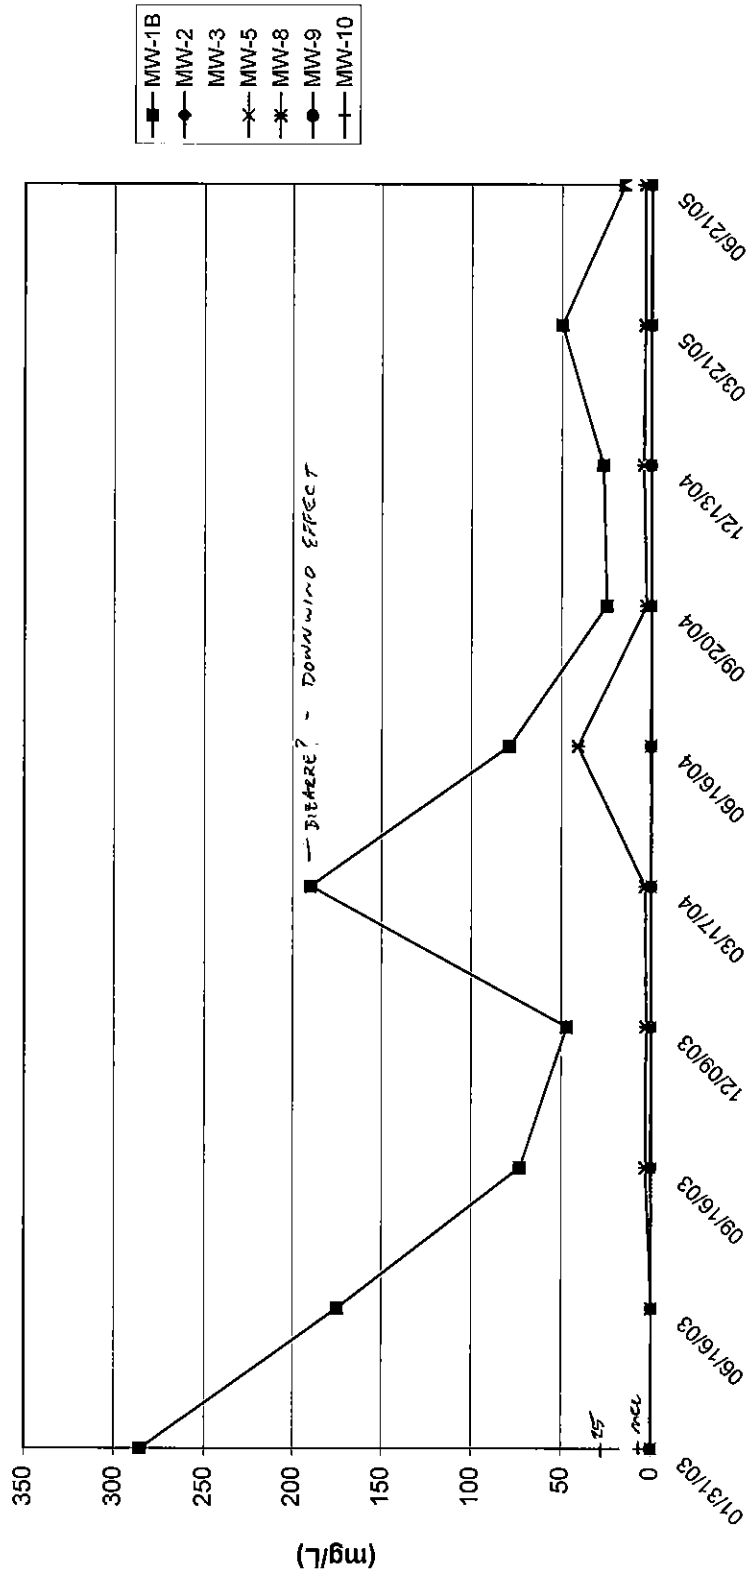 MW-1B
MW-2
MW-3
MW-5
MW-8
MW-9
MW-10
350
300
250
200
150
100
50
0
(mg/L)
— BIZARRE? - DOWNWIND EFFECT
25
MCL
01/31/03
06/16/03
09/16/03
12/09/03
03/17/04
06/16/04
09/20/04
12/13/04
03/21/05
06/21/05